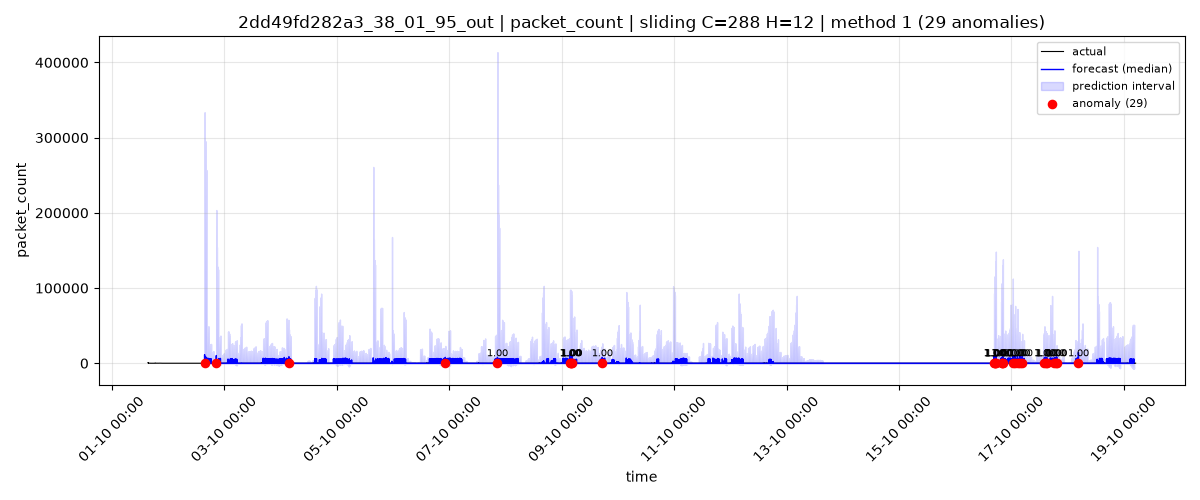 2dd49fd282a3_38_01_95_out | packet_count | sliding C=288 H=12 | method 1 (29 anomalies)
actual
forecast (median)
prediction interval
anomaly (29)
packet_count
400000
300000
200000
100000
0
1.00
1.00
1.00
1.00
01-10 00:00
03-10 00:00
05-10 00:00
07-10 00:00
09-10 00:00
11-10 00:00
13-10 00:00
15-10 00:00
17-10 00:00
19-10 00:00
time